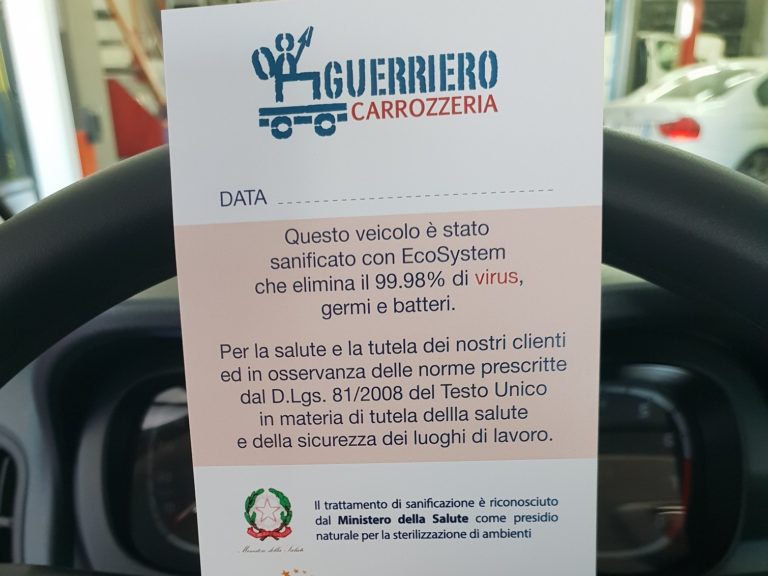 GUERRIERO
CARROZZERIA
DATA
Questo veicolo è stato
sanificato con EcoSystem
che elimina il 99.98% di virus,
germi e batteri.
Per la salute e la tutela dei nostri clienti
ed in osservanza delle norme prescritte
dal D.Lgs. 81/2008 del Testo Unico
in materia di tutela dellla salute
e della sicurezza dei luoghi di lavoro.
Il trattamento di sanificazione è riconosciuto
dal Ministero della Salute come presidio
naturale per la sterilizzazione di ambienti
Ministero della Salute